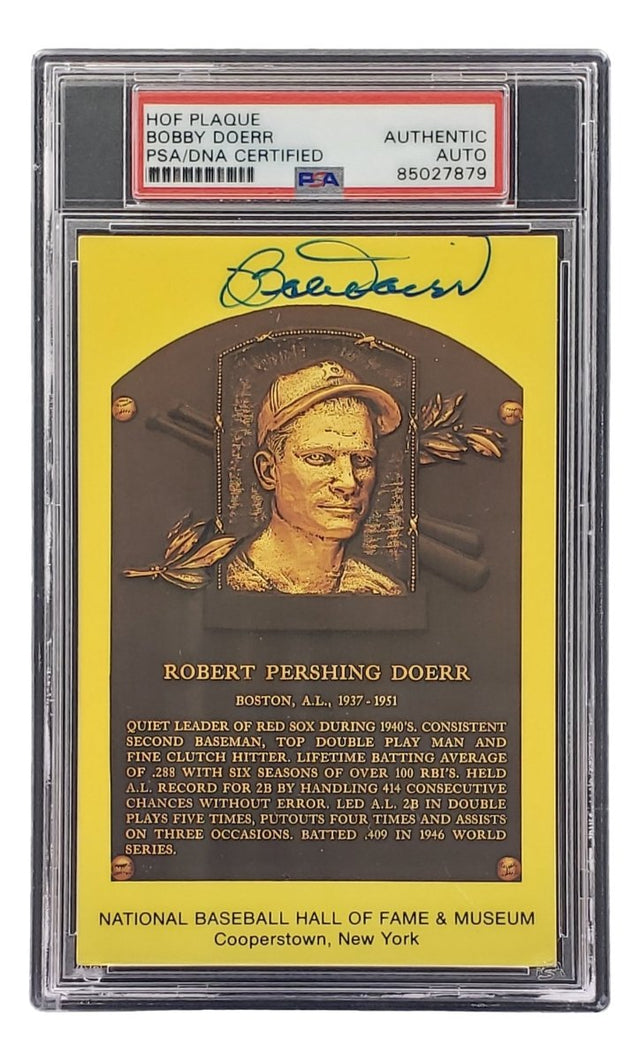 HOF PLAQUE
BOBBY DOERR AUTHENTIC
PSA/DNA CERTIFIED AUTO
PSA 85027879
Bobby Doerr
ROBERT PERSHING DOERR
BOSTON, A.L., 1937-1951
QUIET LEADER OF RED SOX DURING 1940'S. CONSISTENT
SECOND BASEMAN, TOP DOUBLE PLAY MAN AND
FINE CLUTCH HITTER. LIFETIME BATTING AVERAGE
OF .288 WITH SIX SEASONS OF OVER 100 RBI'S. HELD
A.L. RECORD FOR 2B BY HANDLING 414 CONSECUTIVE
CHANCES WITHOUT ERROR. LED A.L. 2B IN DOUBLE
PLAYS FIVE TIMES, PUTOUTS FOUR TIMES AND ASSISTS
ON THREE OCCASIONS. BATTED .409 IN 1946 WORLD
SERIES.
NATIONAL BASEBALL HALL OF FAME & MUSEUM
Cooperstown, New York